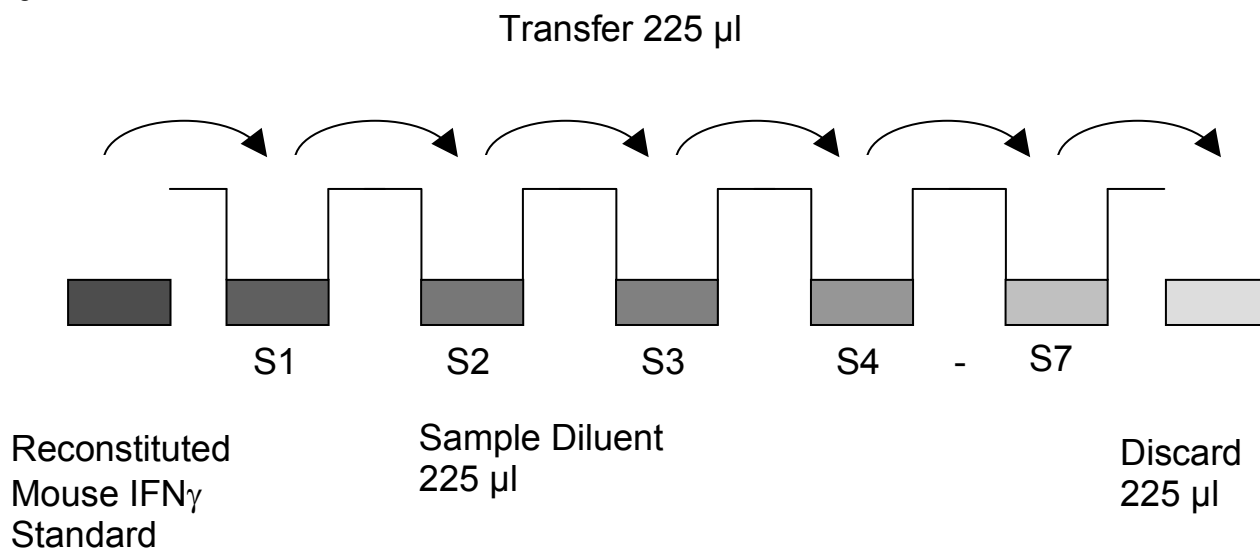 Transfer 225 µl
S1 S2 S3 S4 - S7
Reconstituted
Mouse IFNγ
Standard
Sample Diluent
225 µl
Discard
225 µl